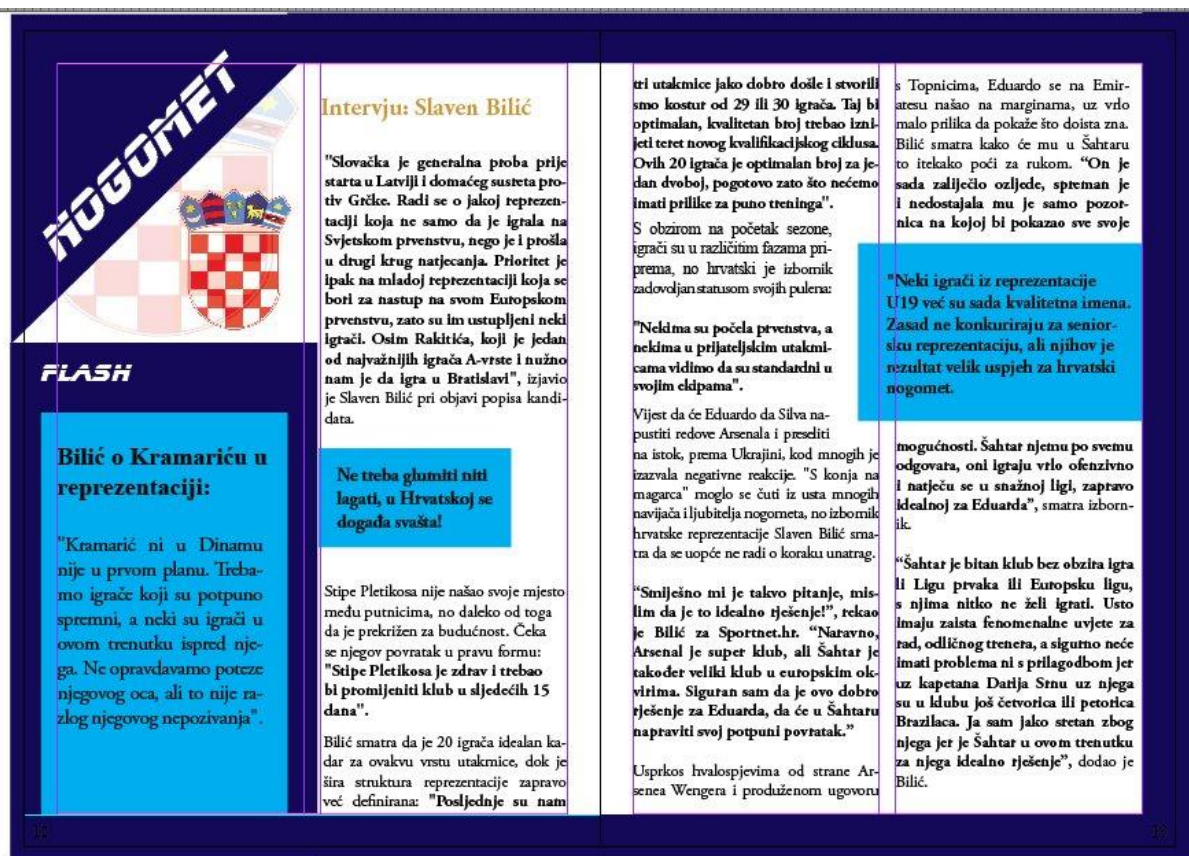 NOGOMET
FLASH
Bilić o Kramariću u
reprezentaciji:
"Kramarić ni u Dinamu
nije u prvom planu. Treba-
mo igrače koji su potpuno
spremni, a neki su igrači u
ovom trenutku ispred nje-
ga. Ne opravdavamo poteze
njegovog oca, ali to nije ra-
zlog njegovog nepozivanja".
Intervju: Slaven Bilić
"Slovačka je generalna proba prije
starta u Latviji i domaćeg susreta pro-
tiv Grčke. Radi se o jakoj reprezen-
taciji koja ne samo da je igrala na
Svjetskom prvenstvu, nego je i prošla
u drugi krug natjecanja. Prioritet je
ipak na mladoj reprezentaciji koja se
bori za nastup na svom Europskom
prvenstvu, zato su im ustupljeni neki
igrači. Osim Rakitića, koji je jedan
od najvažnijih igrača A-vrste i nužno
nam je da igra u Bratislavi", izjavio
je Slaven Bilić pri objavi popisa kandi-
data.
Ne treba glumiti niti
lagati, u Hrvatskoj se
događa svašta!
Stipe Pletikosa nije našao svoje mjesto
među putnicima, no daleko od toga
da je prekrižen za budućnost. Čeka
se njegov povratak u pravu formu:
"Stipe Pletikosa je zdrav i trebao
bi promijeniti klub u sljedećih 15
dana".
Bilić smatra da je 20 igrača idealan ka-
dar za ovakvu vrstu utakmice, dok je
šira struktura reprezentacije zapravo
već definirana: "Posljednje su nam
tri utakmice jako dobro došle i stvorili
smo kostur od 29 ili 30 igrača. Taj bi
optimalan, kvalitetan broj trebao izni-
jeti teret novog kvalifikacijskog ciklusa.
Ovih 20 igrača je optimalan broj za je-
dan dvoboj, pogotovo zato što nećemo
imati prilike za puno treninga".
S obzirom na početak sezone,
igrači su u različitim fazama pri-
prema, no hrvatski je izbornik
zadovoljan statusom svojih pulena:
"Nekima su počela prvenstva, a
nekima u prijateljskim utakmi-
cama vidimo da su standardni u
svojim ekipama".
Vijest da će Eduardo da Silva na-
pustiti redove Arsenala i preseliti
na istok, prema Ukrajini, kod mnogih je
izazvala negativne reakcije. "S konja na
magarca" moglo se čuti iz usta mnogih
navijača i ljubitelja nogometa, no izbornik
hrvatske reprezentacije Slaven Bilić sma-
tra da se uopće ne radi o koraku unatrag.
“Smiješno mi je takvo pitanje, mis-
lim da je to idealno rješenje!”, rekao
je Bilić za Sportnet.hr. “Naravno,
Arsenal je super klub, ali Šahtar je
također veliki klub u europskim ok-
virima. Siguran sam da je ovo dobro
rješenje za Eduarda, da će u Šahtaru
napraviti svoj potpuni povratak.”
Usprkos hvalospjevima od strane Ar-
senea Wengera i produženom ugovoru
s Topnicima, Eduardo se na Emir-
atesu našao na marginama, uz vrlo
malo prilika da pokaže što doista zna.
Bilić smatra kako će mu u Šahtaru
to itekako poći za rukom. “On je
sada zaliječio ozljede, spreman je
i nedostajala mu je samo pozor-
nica na kojoj bi pokazao sve svoje
"Neki igrači iz reprezentacije
U19 već su sada kvalitetna imena.
Zasad ne konkuriraju za senior-
sku reprezentaciju, ali njihov je
rezultat velik uspjeh za hrvatski
nogomet.
mogućnosti. Šahtar njemu po svemu
odgovara, oni igraju vrlo ofenzivno
i natječu se u snažnoj ligi, zapravo
idealnoj za Eduarda”, smatra izborn-
ik.
“Šahtar je bitan klub bez obzira igra
li Ligu prvaka ili Europsku ligu,
s njima nitko ne želi igrati. Usto
imaju zaista fenomenalne uvjete za
rad, odličnog trenera, a sigurno neće
imati problema ni s prilagodbom jer
uz kapetana Darija Srnu uz njega
su u klubu još četvorica ili petorica
Brazilaca. Ja sam jako sretan zbog
njega jer je Šahtar u ovom trenutku
za njega idealno rješenje”, dodao je
Bilić.